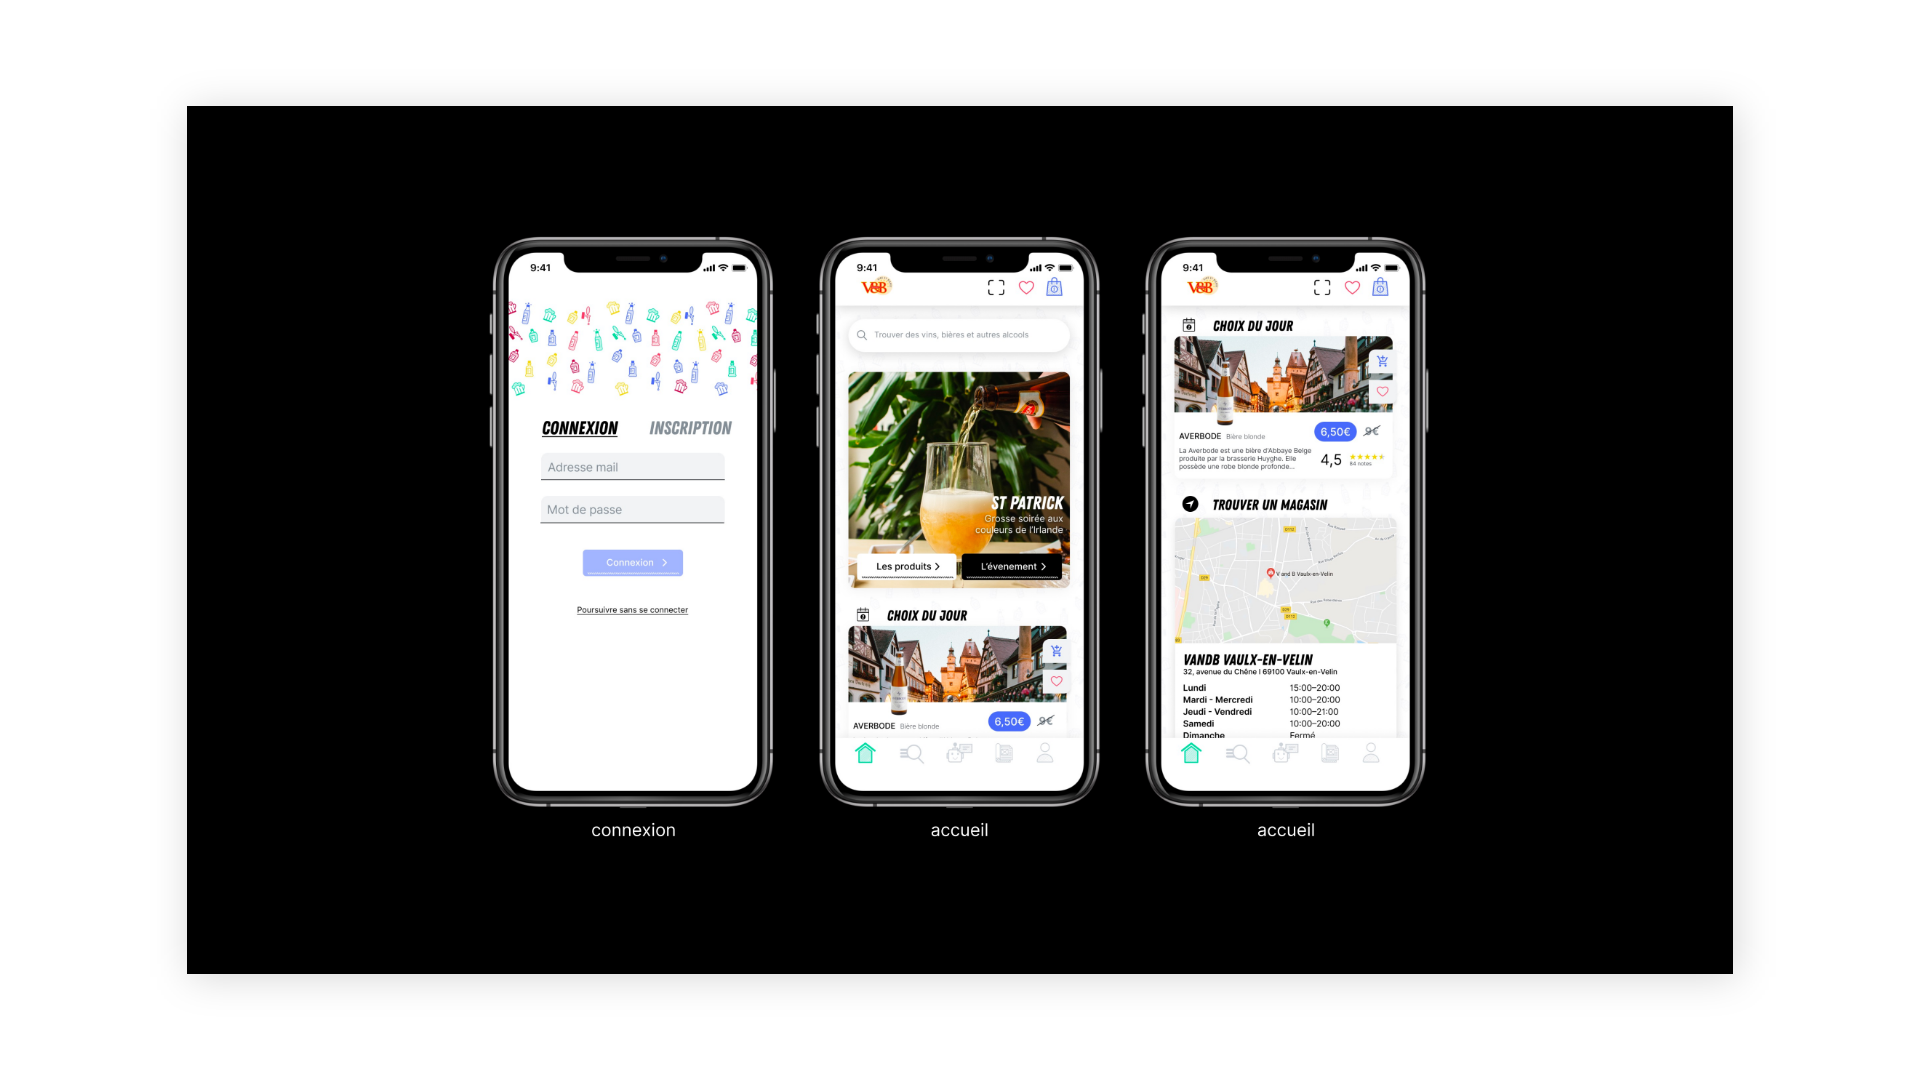 9:41
CONNEXION INSCRIPTION
Adresse mail
Mot de passe
Connexion
Poursuivre sans se connecter
connexion
9:41
V&B
Trouver des vins, bières et autres alcools
ST PATRICK
Grosse soirée aux
couleurs de l'Irlande
Les produits
L'évenement
CHOIX DU JOUR
AVERBODE Bière blonde
6,50€ 9€
accueil
9:41
V&B
CHOIX DU JOUR
AVERBODE Bière blonde
6,50€ 9€
La Averbode est une bière d'Abbaye Belge
produite par la brasserie Huyghe. Elle
possède une robe blonde profonde...
4,5
84 notes
TROUVER UN MAGASIN
V and B Vaulx-en-Velin
VANDB VAULX-EN-VELIN
32, avenue du Chêne | 69100 Vaulx-en-Velin
Lundi 15:00–20:00
Mardi - Mercredi 10:00–20:00
Jeudi - Vendredi 10:00–21:00
Samedi 10:00–20:00
Dimanche Fermé
accueil